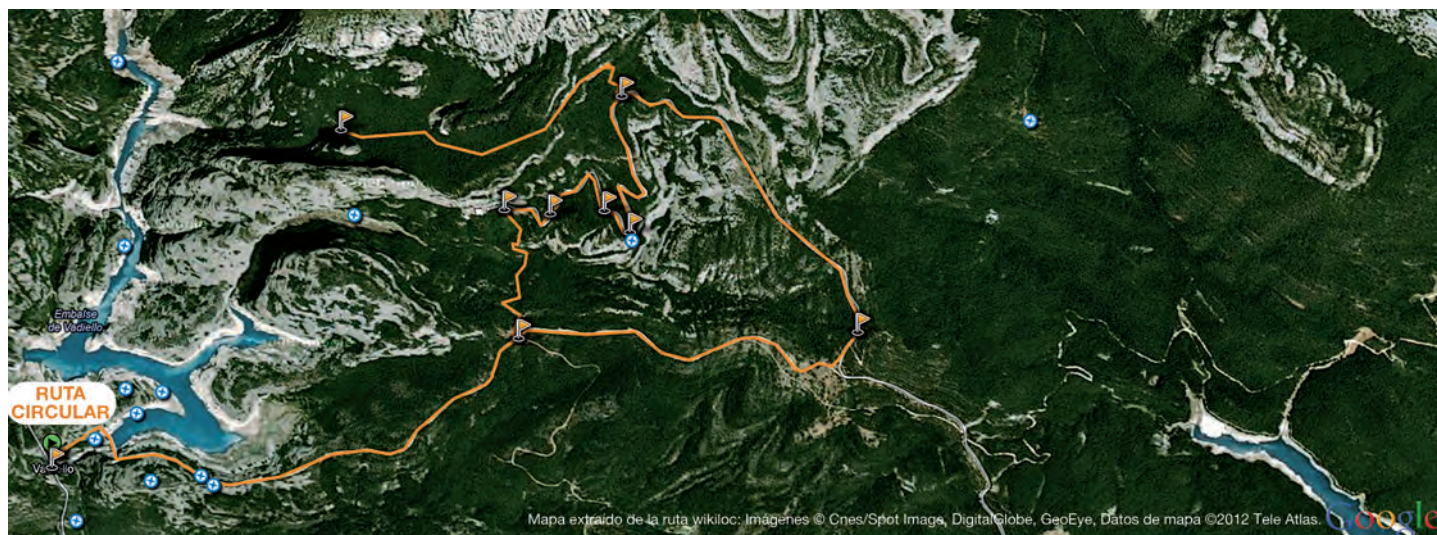 Embalse
de Vadiello
RUTA
CIRCULAR
Mapa extraído de la ruta wikiloc: Imágenes © Cnes/Spot Image, DigitalGlobe, GeoEye, Datos de mapa ©2012 Tele Atlas.
Google